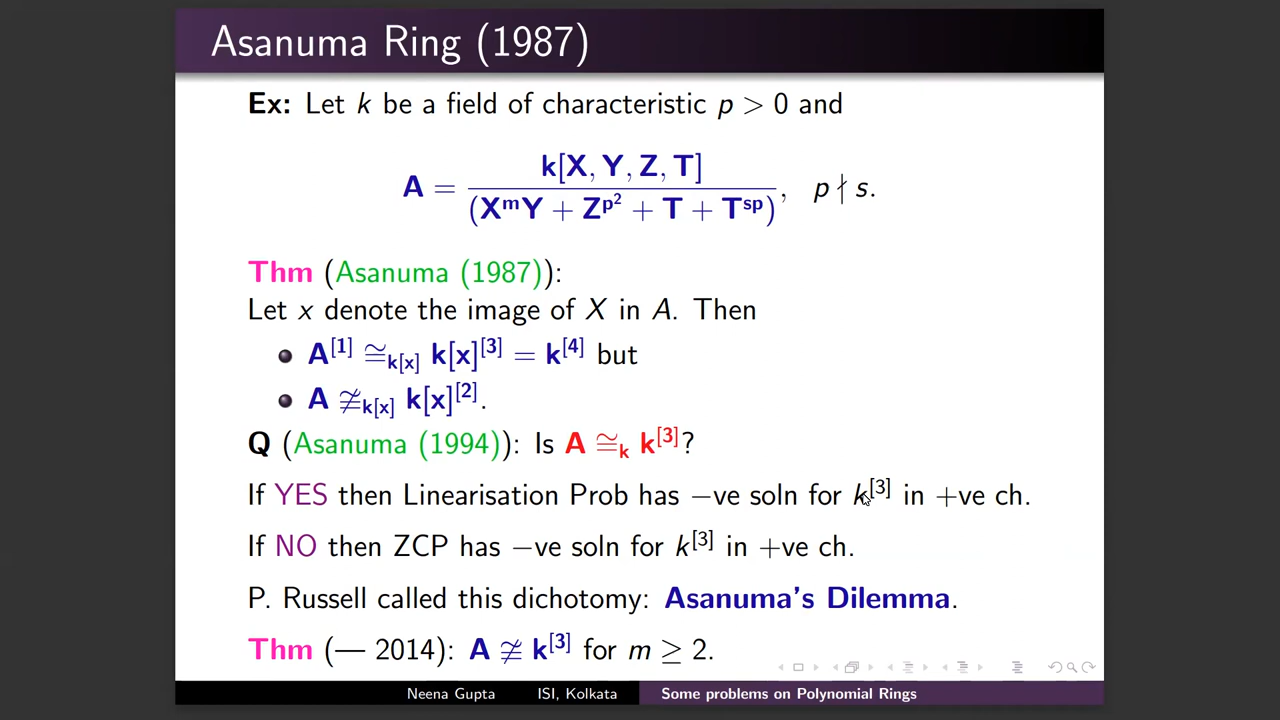 Asanuma Ring (1987)
Ex: Let k be a field of characteristic p > 0 and
A = k[X, Y, Z, T] / (X^m Y + Z^{p^2} + T + T^{sp}), p ∤ s.
Thm (Asanuma (1987)):
Let x denote the image of X in A. Then
A^{[1]} ≅_{k[x]} k[x]^{[3]} = k^{[4]} but
A ≇_{k[x]} k[x]^{[2]}.
Q (Asanuma (1994)): Is A ≅_k k^{[3]}?
If YES then Linearisation Prob has −ve soln for k^{[3]} in +ve ch.
If NO then ZCP has −ve soln for k^{[3]} in +ve ch.
P. Russell called this dichotomy: Asanuma's Dilemma.
Thm (— 2014): A ≇ k^{[3]} for m ≥ 2.
Neena Gupta ISI, Kolkata Some problems on Polynomial Rings